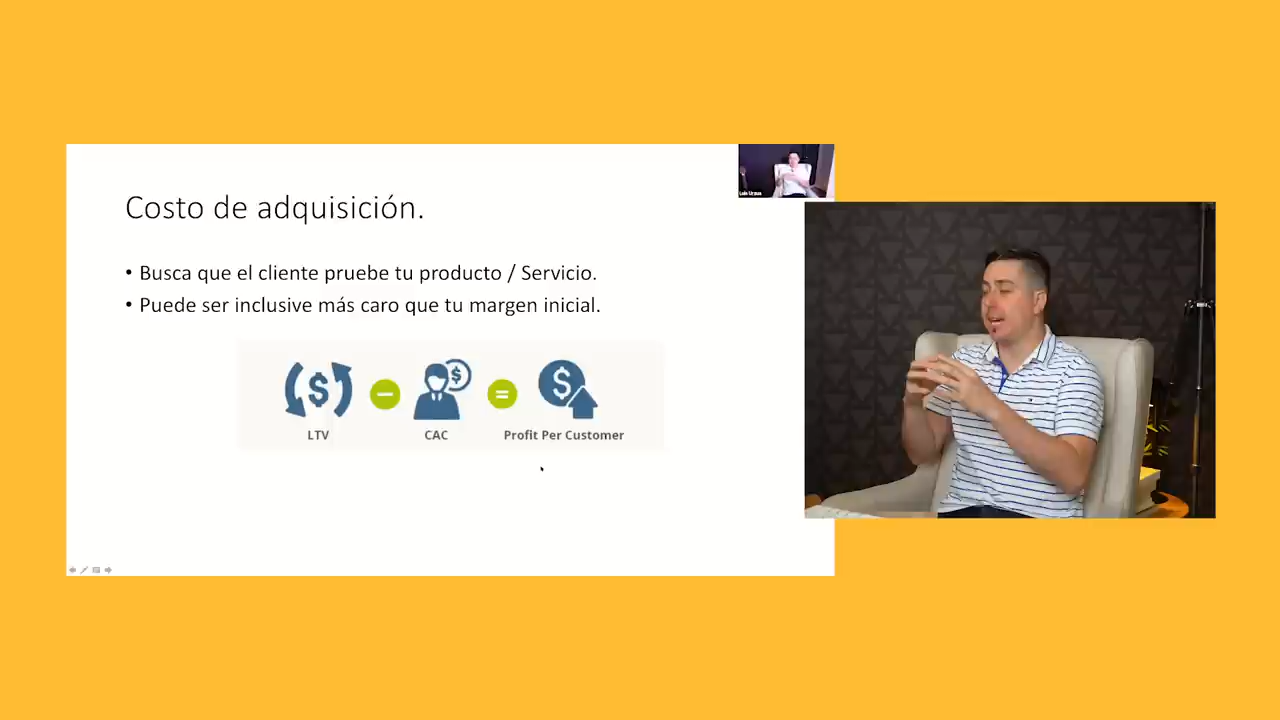 Costo de adquisición.
• Busca que el cliente pruebe tu producto / Servicio.
• Puede ser inclusive más caro que tu margen inicial.
LTV
CAC
Profit Per Customer